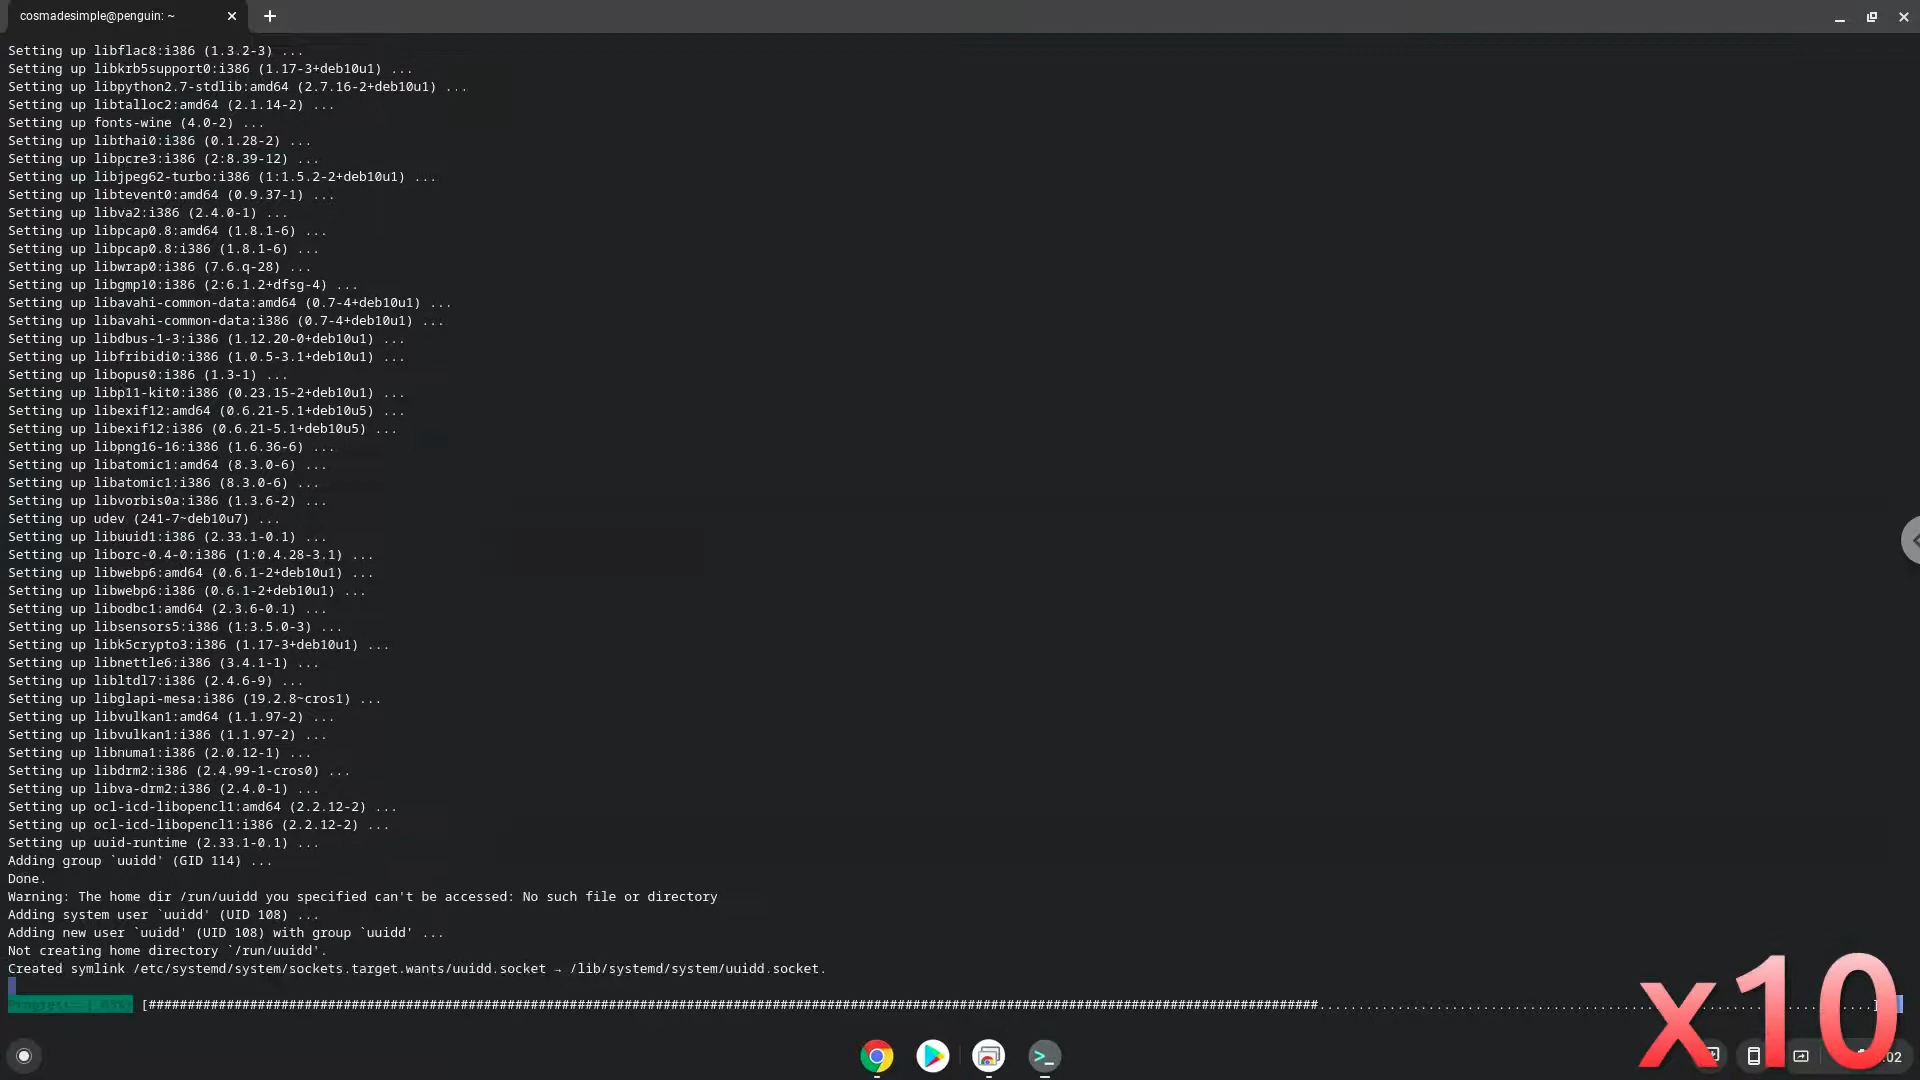 cosmadesimple@penguin: ~
Setting up libflac8:i386 (1.3.2-3) ...
Setting up libkrb5support0:i386 (1.17-3+deb10u1) ...
Setting up libpython2.7-stdlib:amd64 (2.7.16-2+deb10u1) ...
Setting up libtalloc2:amd64 (2.1.14-2) ...
Setting up fonts-wine (4.0-2) ...
Setting up libthai0:i386 (0.1.28-2) ...
Setting up libpcre3:i386 (2:8.39-12) ...
Setting up libjpeg62-turbo:i386 (1:1.5.2-2+deb10u1) ...
Setting up libtevent0:amd64 (0.9.37-1) ...
Setting up libva2:i386 (2.4.0-1) ...
Setting up libpcap0.8:amd64 (1.8.1-6) ...
Setting up libpcap0.8:i386 (1.8.1-6) ...
Setting up libwrap0:i386 (7.6.q-28) ...
Setting up libgmp10:i386 (2:6.1.2+dfsg-4) ...
Setting up libavahi-common-data:amd64 (0.7-4+deb10u1) ...
Setting up libavahi-common-data:i386 (0.7-4+deb10u1) ...
Setting up libdbus-1-3:i386 (1.12.20-0+deb10u1) ...
Setting up libfribidi0:i386 (1.0.5-3.1+deb10u1) ...
Setting up libopus0:i386 (1.3-1) ...
Setting up libp11-kit0:i386 (0.23.15-2+deb10u1) ...
Setting up libexif12:amd64 (0.6.21-5.1+deb10u5) ...
Setting up libexif12:i386 (0.6.21-5.1+deb10u5) ...
Setting up libpng16-16:i386 (1.6.36-6) ...
Setting up libatomic1:amd64 (8.3.0-6) ...
Setting up libatomic1:i386 (8.3.0-6) ...
Setting up libvorbis0a:i386 (1.3.6-2) ...
Setting up udev (241-7~deb10u7) ...
Setting up libuuid1:i386 (2.33.1-0.1) ...
Setting up liborc-0.4-0:i386 (1:0.4.28-3.1) ...
Setting up libwebp6:amd64 (0.6.1-2+deb10u1) ...
Setting up libwebp6:i386 (0.6.1-2+deb10u1) ...
Setting up libodbc1:amd64 (2.3.6-0.1) ...
Setting up libsensors5:i386 (1:3.5.0-3) ...
Setting up libk5crypto3:i386 (1.17-3+deb10u1) ...
Setting up libnettle6:i386 (3.4.1-1) ...
Setting up libltdl7:i386 (2.4.6-9) ...
Setting up libglapi-mesa:i386 (19.2.8~cros1) ...
Setting up libvulkan1:amd64 (1.1.97-2) ...
Setting up libvulkan1:i386 (1.1.97-2) ...
Setting up libnuma1:i386 (2.0.12-1) ...
Setting up libdrm2:i386 (2.4.99-1-cros0) ...
Setting up libva-drm2:i386 (2.4.0-1) ...
Setting up ocl-icd-libopencl1:amd64 (2.2.12-2) ...
Setting up ocl-icd-libopencl1:i386 (2.2.12-2) ...
Setting up uuid-runtime (2.33.1-0.1) ...
Adding group `uuidd' (GID 114) ...
Done.
Warning: The home dir /run/uuidd you specified can't be accessed: No such file or directory
Adding system user `uuidd' (UID 108) ...
Adding new user `uuidd' (UID 108) with group `uuidd' ...
Not creating home directory `/run/uuidd'.
Created symlink /etc/systemd/system/sockets.target.wants/uuidd.socket → /lib/systemd/system/uuidd.socket.
x10